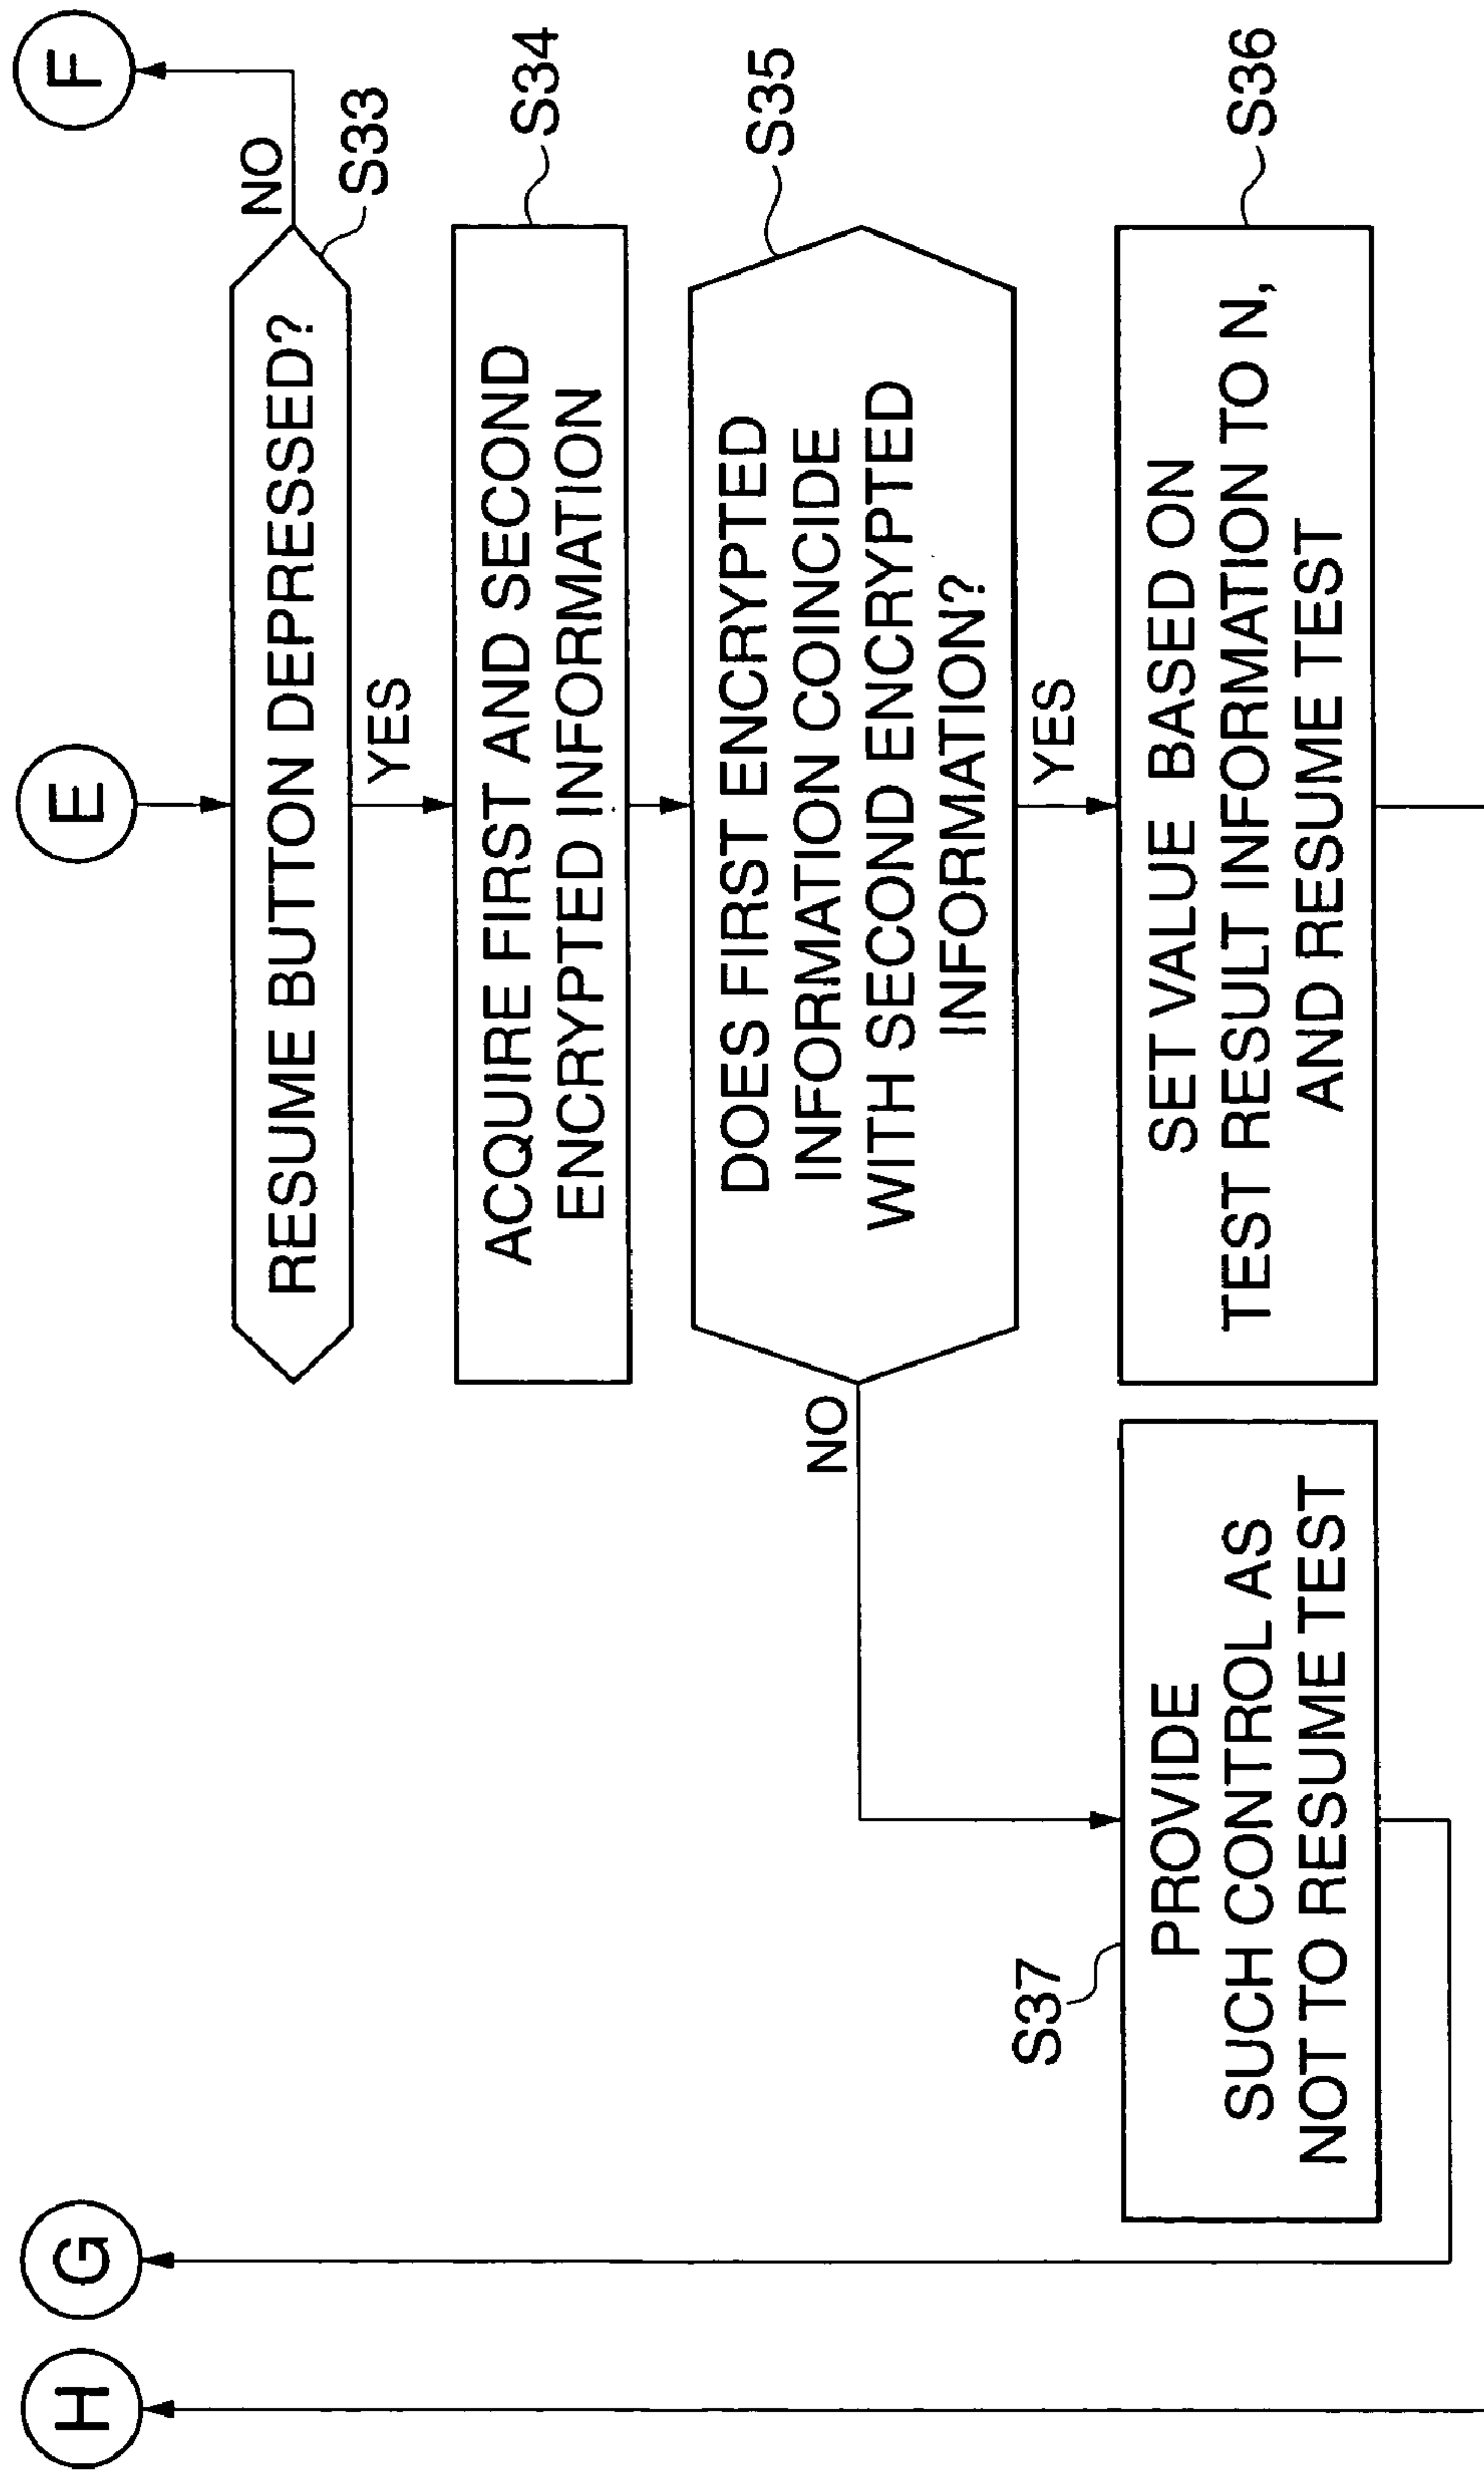 E
F
RESUME BUTTON DEPRESSED?
NO
S33
YES
ACQUIRE FIRST AND SECOND
ENCRYPTED INFORMATION
S34
DOES FIRST ENCRYPTED
INFORMATION COINCIDE
WITH SECOND ENCRYPTED
INFORMATION?
S35
NO
YES
SET VALUE BASED ON
TEST RESULT INFORMATION TO N,
AND RESUME TEST
S36
S37
PROVIDE
SUCH CONTROL AS
NOT TO RESUME TEST
G
H